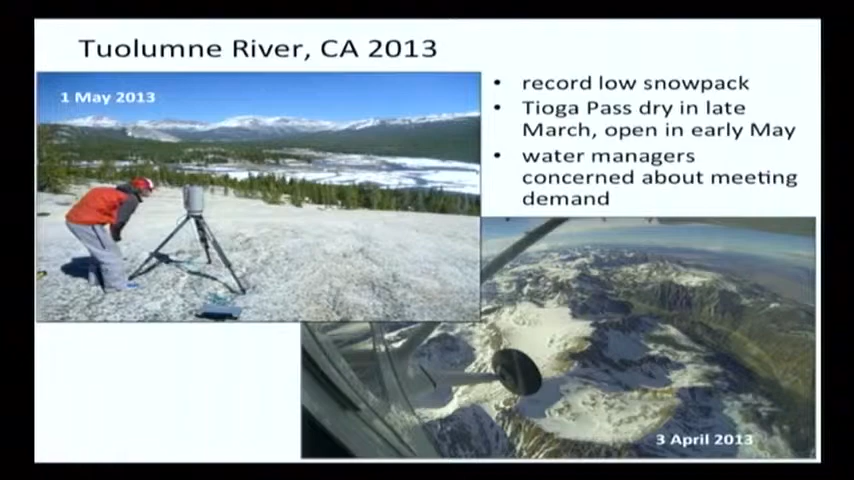 Tuolumne River, CA 2013
1 May 2013
• record low snowpack
• Tioga Pass dry in late
March, open in early May
• water managers
concerned about meeting
demand
3 April 2013